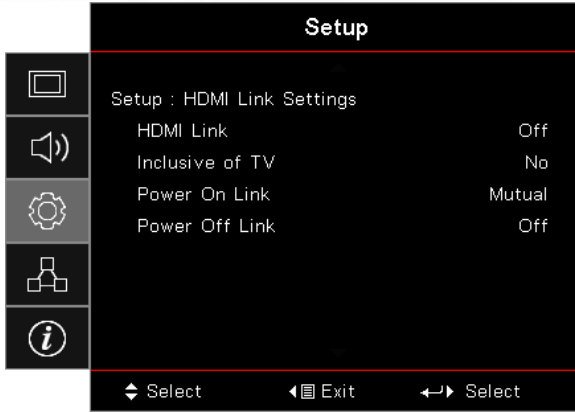 Setup
Setup : HDMI Link Settings
HDMI Link Off
Inclusive of TV No
Power On Link Mutual
Power Off Link Off
Select Exit Select